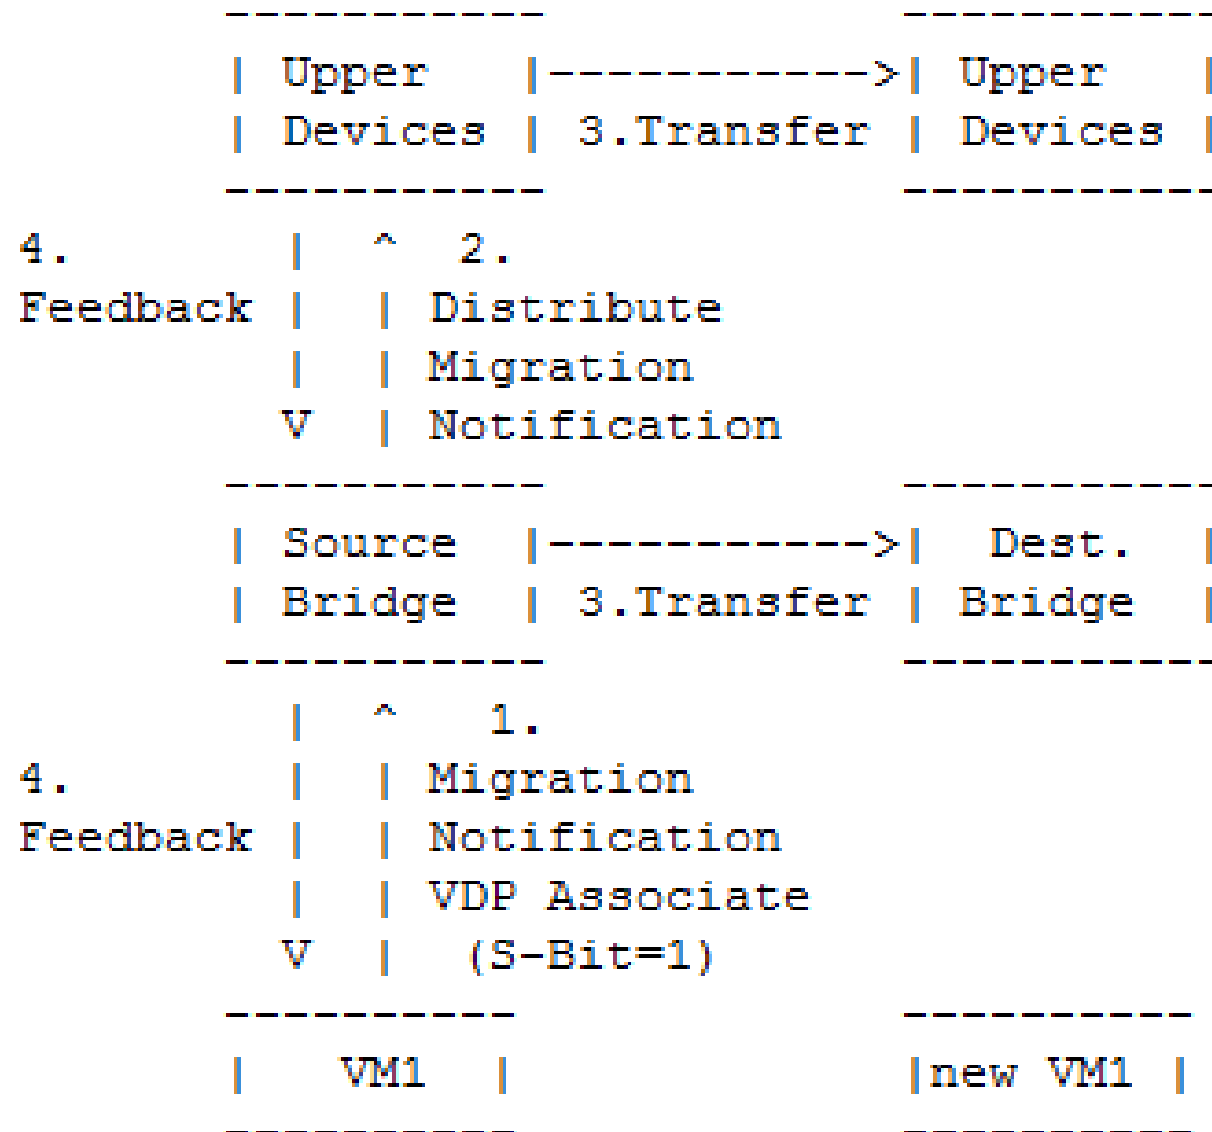 -----------            -----------
| Upper   |----------->| Upper   |
| Devices | 3.Transfer | Devices |
-----------            -----------
4.       |  ^  2.
Feedback |  | Distribute
         |  | Migration
         V  | Notification
-----------            -----------
| Source  |----------->|  Dest.  |
| Bridge  | 3.Transfer | Bridge  |
-----------            -----------
         |  ^   1.
4.       |  | Migration
Feedback |  | Notification
         |  | VDP Associate
         V  |  (S-Bit=1)
----------             ----------
|   VM1  |             |new VM1 |
----------             ----------